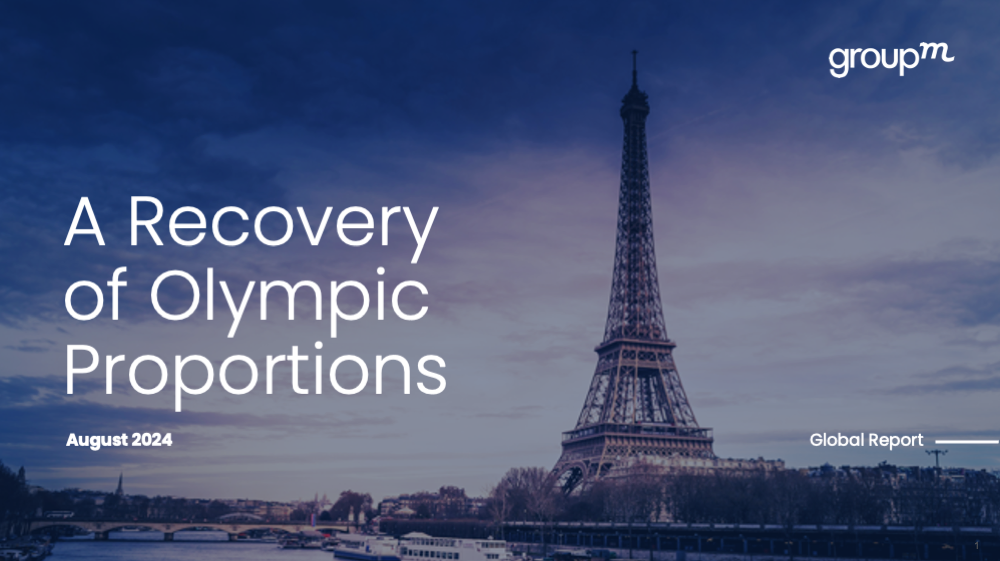 groupm
A Recovery
of Olympic
Proportions
August 2024
Global Report
1